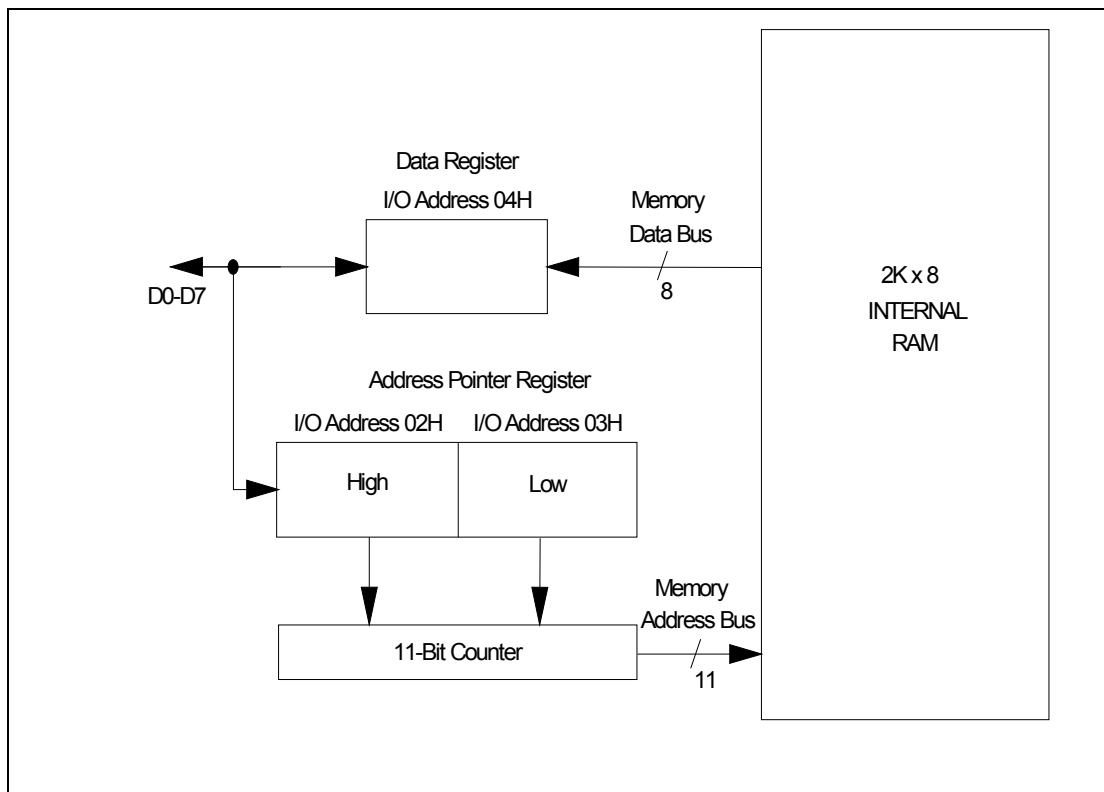 Data Register
I/O Address 04H
Memory
Data Bus
8
D0-D7
2K x 8
INTERNAL
RAM
Address Pointer Register
I/O Address 02H
I/O Address 03H
High
Low
11-Bit Counter
Memory
Address Bus
11